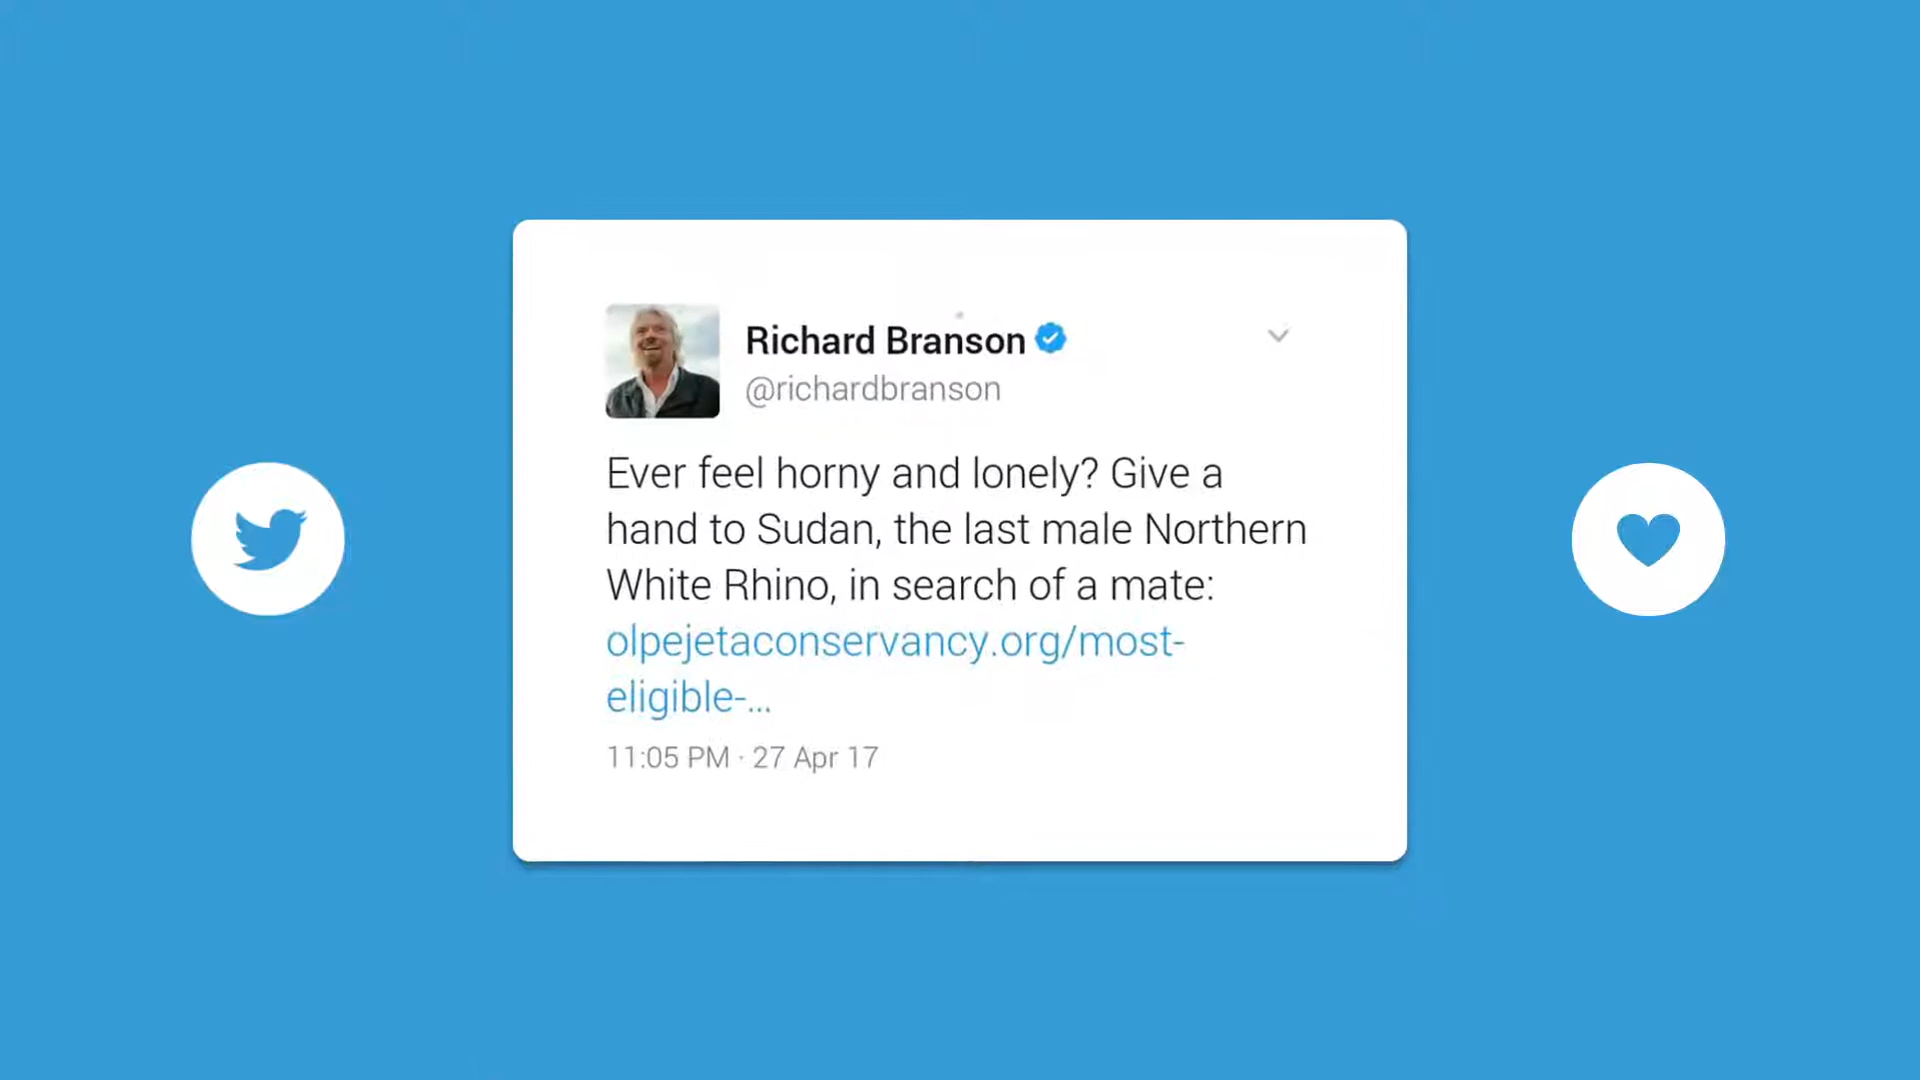 Richard Branson
@richardbranson
Ever feel horny and lonely? Give a
hand to Sudan, the last male Northern
White Rhino, in search of a mate:
olpejetaconservancy.org/most-
eligible-...
11:05 PM · 27 Apr 17